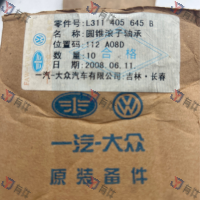 零件号: L311 405 645 B
名称: 圆锥滚子轴承
位置码: 112 A08D
数量: 10 合格
日期: 2008.06.11.
一汽-大众汽车有限公司: 吉林·长春
一汽-大众
原装备件